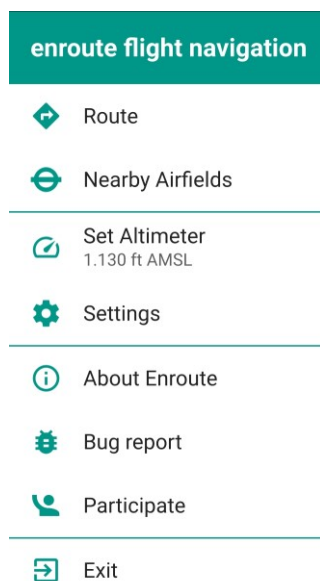 enroute flight navigation
Route
Nearby Airfields
Set Altimeter
1.130 ft AMSL
Settings
About Enroute
Bug report
Participate
Exit